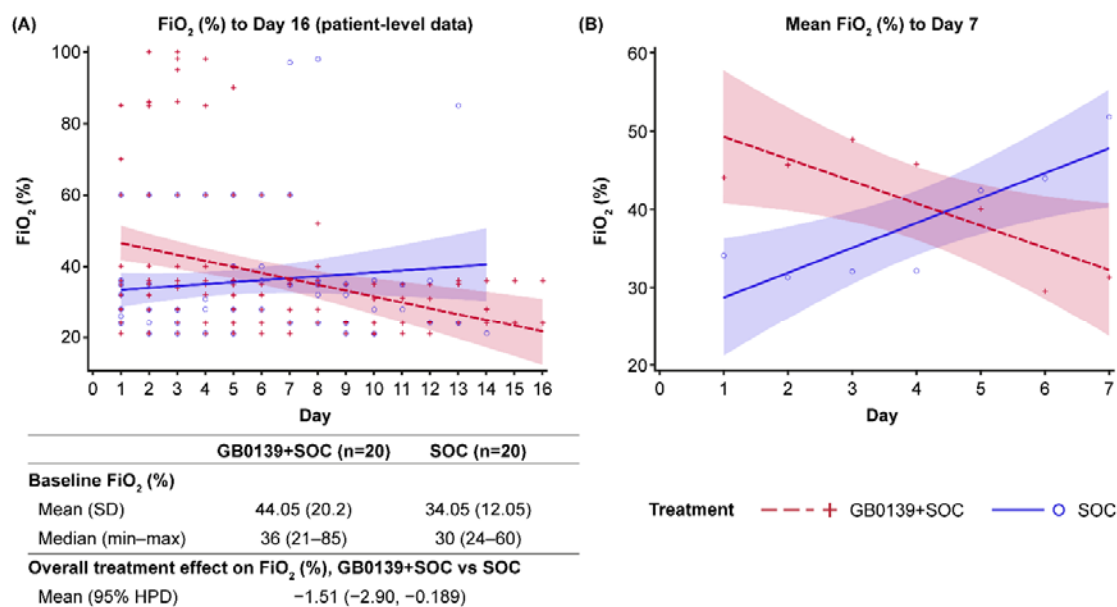 (A) FiO₂ (%) to Day 16 (patient-level data)
100
80
60
40
20
FiO₂ (%)
0 1 2 3 4 5 6 7 8 9 10 11 12 13 14 15 16
Day
(B) Mean FiO₂ (%) to Day 7
60
50
40
30
20
FiO₂ (%)
0 1 2 3 4 5 6 7
Day
GB0139+SOC (n=20) SOC (n=20)
Baseline FiO₂ (%)
Mean (SD) 44.05 (20.2) 34.05 (12.05)
Median (min–max) 36 (21–85) 30 (24–60)
Overall treatment effect on FiO₂ (%), GB0139+SOC vs SOC
Mean (95% HPD) −1.51 (−2.90, −0.189)
Treatment GB0139+SOC SOC